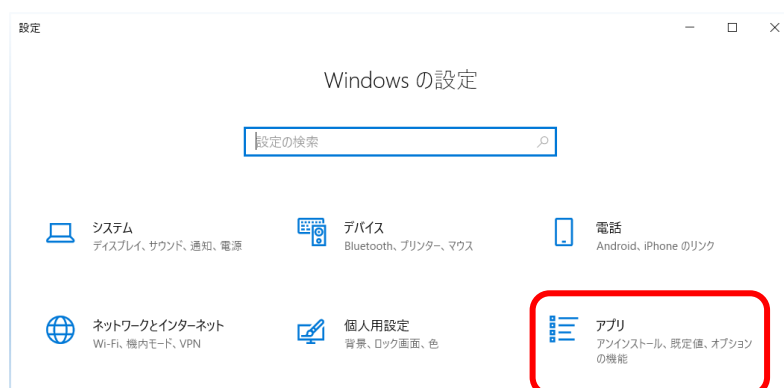 設定
Windows の設定
設定の検索
システム
ディスプレイ、サウンド、通知、電源
デバイス
Bluetooth、プリンター、マウス
電話
Android、iPhone のリンク
ネットワークとインターネット
Wi-Fi、機内モード、VPN
個人用設定
背景、ロック画面、色
アプリ
アンインストール、既定値、オプション
の機能